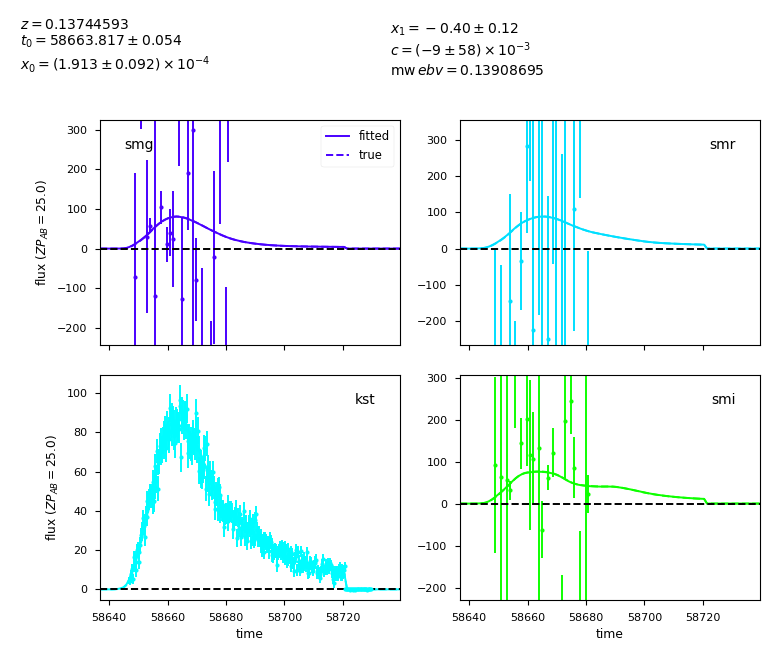 z = 0.13744593
t0 = 58663.817 ± 0.054
x0 = (1.913 ± 0.092) × 10^−4
x1 = −0.40 ± 0.12
c = (−9 ± 58) × 10^−3
mw ebv = 0.13908695
smg
fitted
true
300
200
100
0
−100
−200
flux (ZP_AB = 25.0)
smr
300
200
100
0
−100
−200
kst
100
80
60
40
20
0
flux (ZP_AB = 25.0)
58640 58660 58680 58700 58720
time
smi
300
200
100
0
−100
−200
58640 58660 58680 58700 58720
time